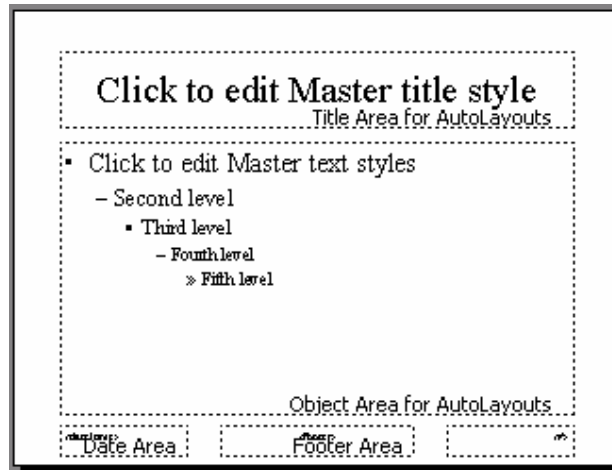 Click to edit Master title style
Title Area for AutoLayouts
▪ Click to edit Master text styles
– Second level
▪ Third level
– Fourth level
» Fifth level
Object Area for AutoLayouts
Date Area
Footer Area